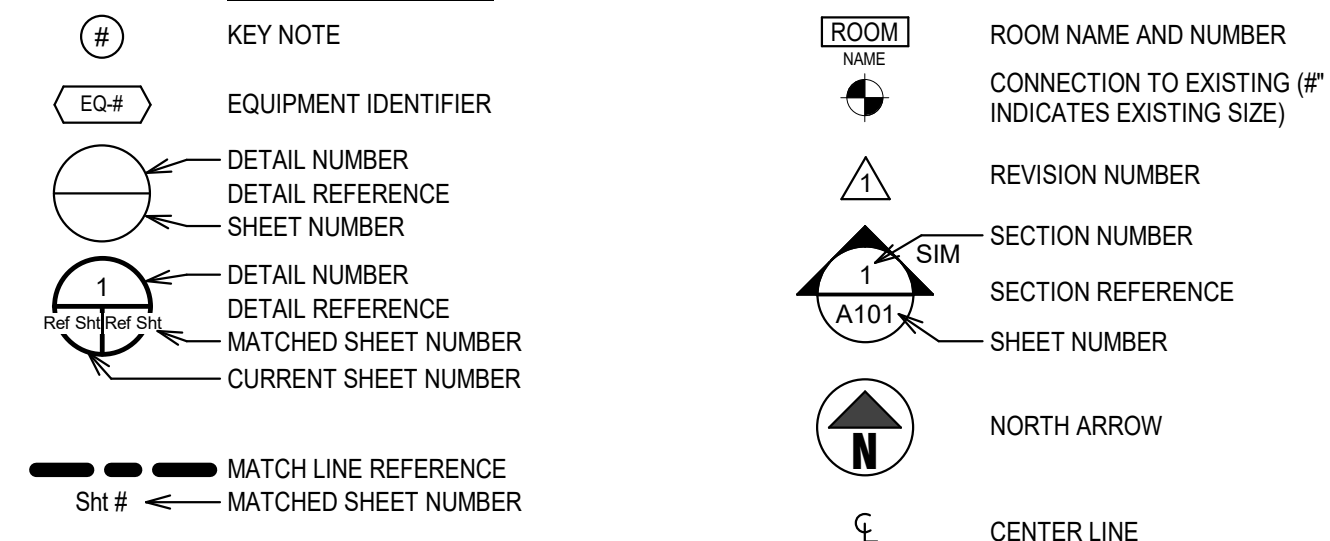 #
KEY NOTE
EQ-#
EQUIPMENT IDENTIFIER
DETAIL NUMBER
DETAIL REFERENCE
SHEET NUMBER
1
Ref Sht Ref Sht
DETAIL NUMBER
DETAIL REFERENCE
MATCHED SHEET NUMBER
CURRENT SHEET NUMBER
MATCH LINE REFERENCE
Sht #
MATCHED SHEET NUMBER
ROOM
NAME
ROOM NAME AND NUMBER
CONNECTION TO EXISTING (#"
INDICATES EXISTING SIZE)
1
REVISION NUMBER
1
SIM
A101
SECTION NUMBER
SECTION REFERENCE
SHEET NUMBER
N
NORTH ARROW
℄
CENTER LINE